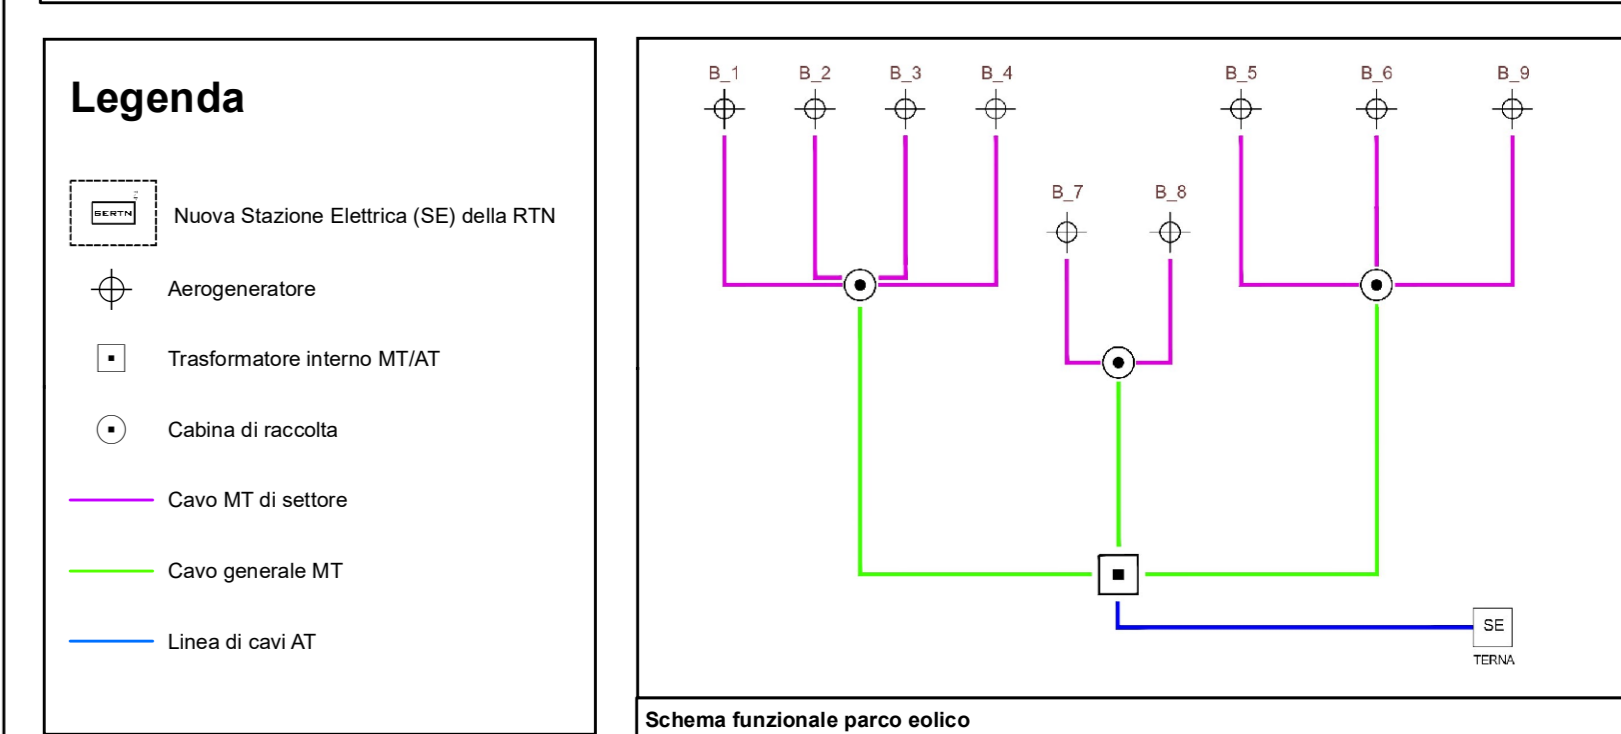 Legenda
SERTN
Nuova Stazione Elettrica (SE) della RTN
Aerogeneratore
Trasformatore interno MT/AT
Cabina di raccolta
Cavo MT di settore
Cavo generale MT
Linea di cavi AT
B_1 B_2 B_3 B_4 B_5 B_6 B_9
B_7 B_8
SE
TERNA
Schema funzionale parco eolico